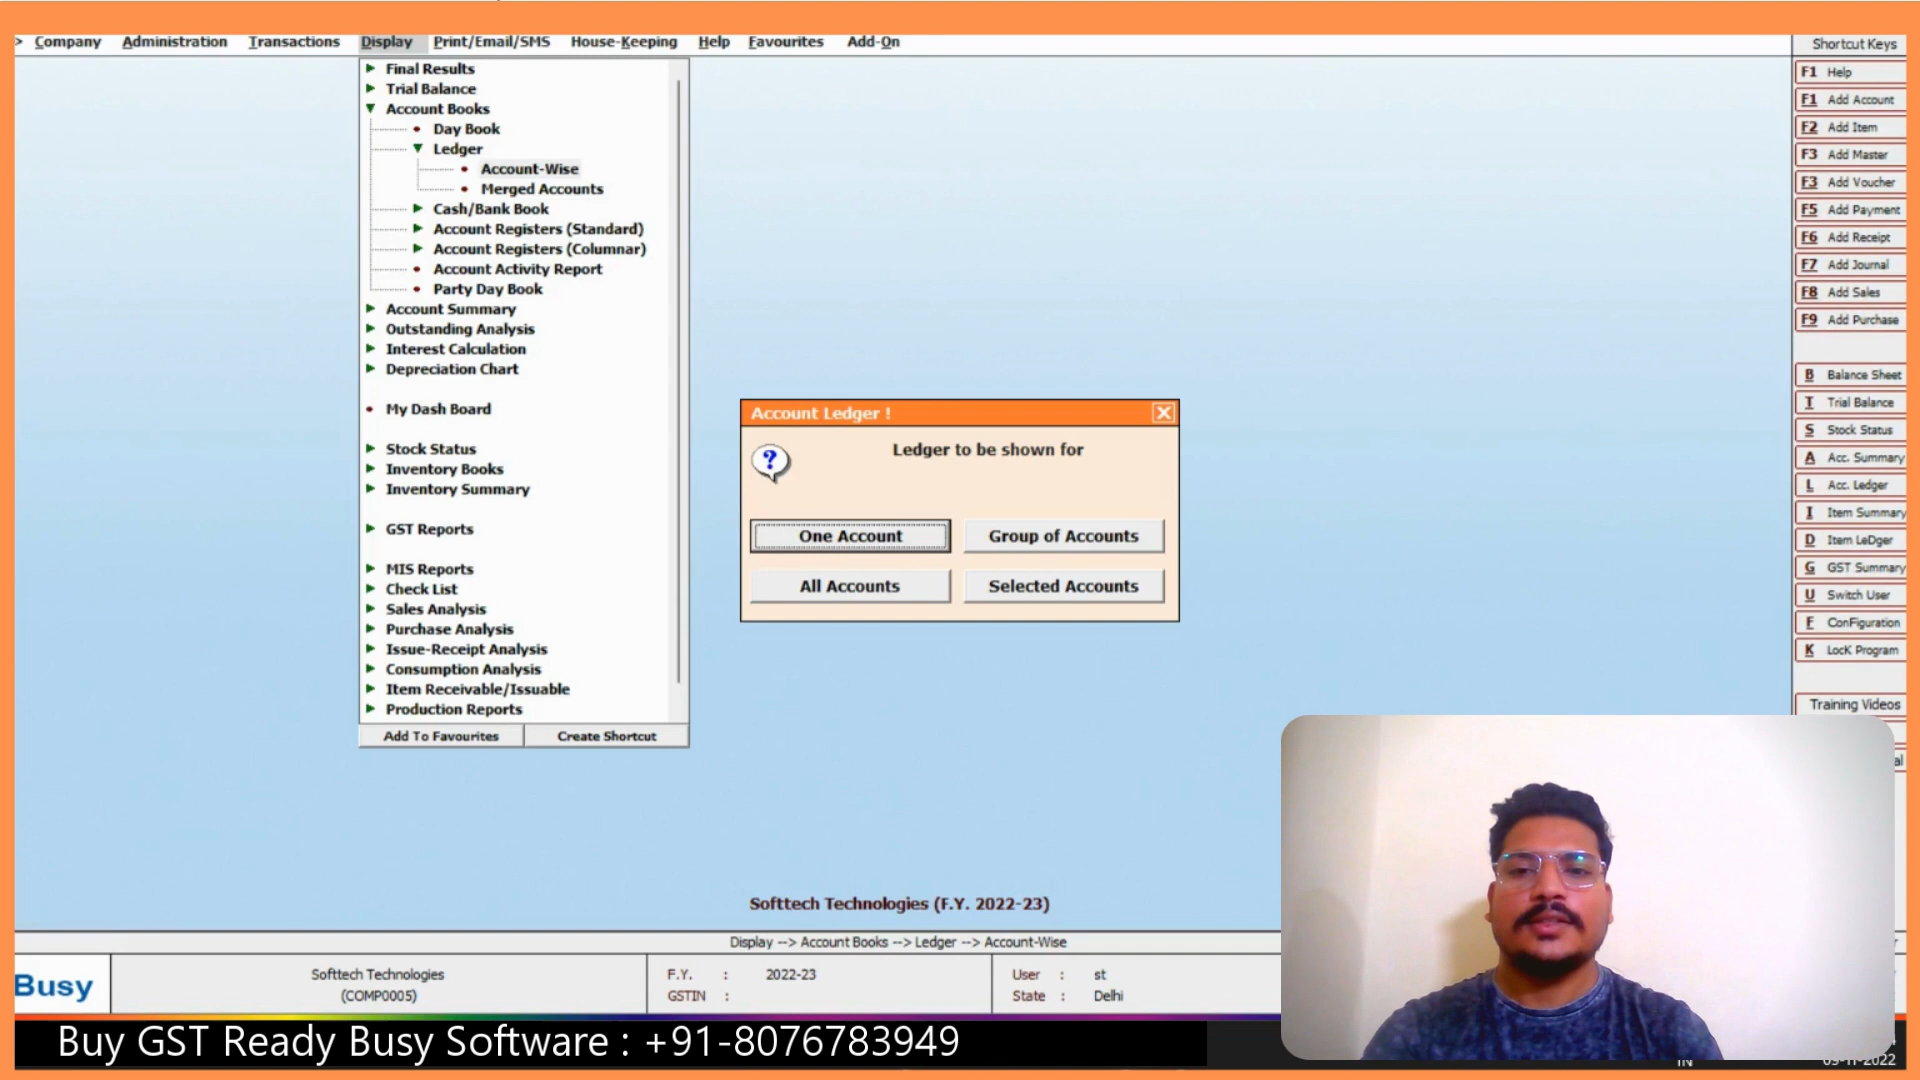 > Company Administration Transactions Display Print/Email/SMS House-Keeping Help Favourites Add-On
Final Results
Trial Balance
Account Books
Day Book
Ledger
Account-Wise
Merged Accounts
Cash/Bank Book
Account Registers (Standard)
Account Registers (Columnar)
Account Activity Report
Party Day Book
Account Summary
Outstanding Analysis
Interest Calculation
Depreciation Chart
My Dash Board
Stock Status
Inventory Books
Inventory Summary
GST Reports
MIS Reports
Check List
Sales Analysis
Purchase Analysis
Issue-Receipt Analysis
Consumption Analysis
Item Receivable/Issuable
Production Reports
Add To Favourites Create Shortcut
Account Ledger !
? Ledger to be shown for
One Account Group of Accounts
All Accounts Selected Accounts
Shortcut Keys
F1 Help
F1 Add Account
F2 Add Item
F3 Add Master
F3 Add Voucher
F5 Add Payment
F6 Add Receipt
F7 Add Journal
F8 Add Sales
F9 Add Purchase
B Balance Sheet
T Trial Balance
S Stock Status
A Acc. Summary
L Acc. Ledger
I Item Summary
D Item LeDger
G GST Summary
U Switch User
F ConFiguration
K LocK Program
Training Videos
Softtech Technologies (F.Y. 2022-23)
Display --> Account Books --> Ledger --> Account-Wise
Busy
Softtech Technologies
(COMP0005)
F.Y. : 2022-23
GSTIN :
User : st
State : Delhi
Buy GST Ready Busy Software : +91-8076783949